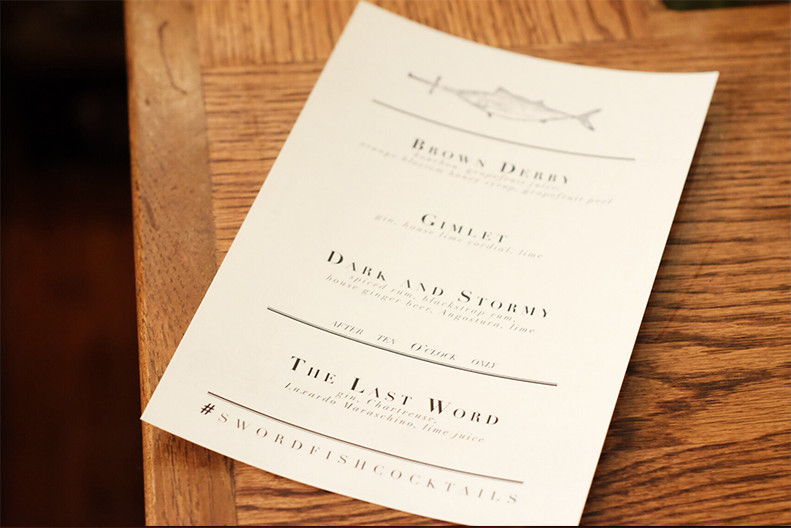 BROWN DERBY
bourbon, grapefruit juice,
orange blossom honey syrup, grapefruit peel
GIMLET
gin, house lime cordial, lime
DARK AND STORMY
spiced rum, blackstrap rum,
house ginger beer, Angostura, lime
AFTER TEN O'CLOCK ONLY
THE LAST WORD
gin, Chartreuse,
Luxardo Maraschino, lime juice
#SWORDFISHCOCKTAILS